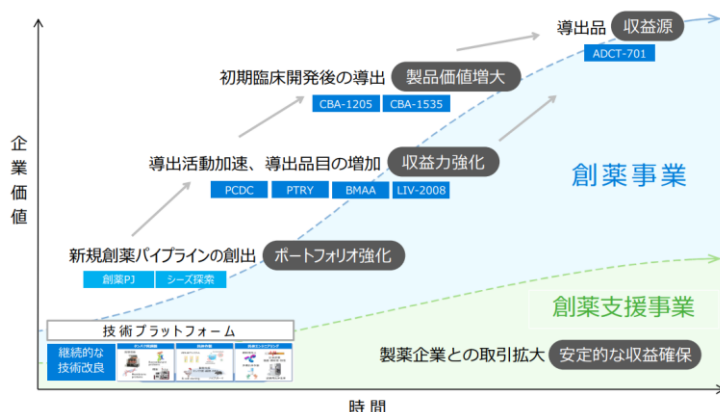 導出品 収益源
ADCT-701
初期臨床開発後の導出 製品価値増大
CBA-1205 CBA-1535
導出活動加速、導出品目の増加 収益力強化
PCDC PTRY BMAA LIV-2008
創薬事業
新規創薬パイプラインの創出 ポートフォリオ強化
創薬PJ シーズ探索
創薬支援事業
技術プラットフォーム
継続的な
技術改良
製薬企業との取引拡大 安定的な収益確保
企業価値
時間